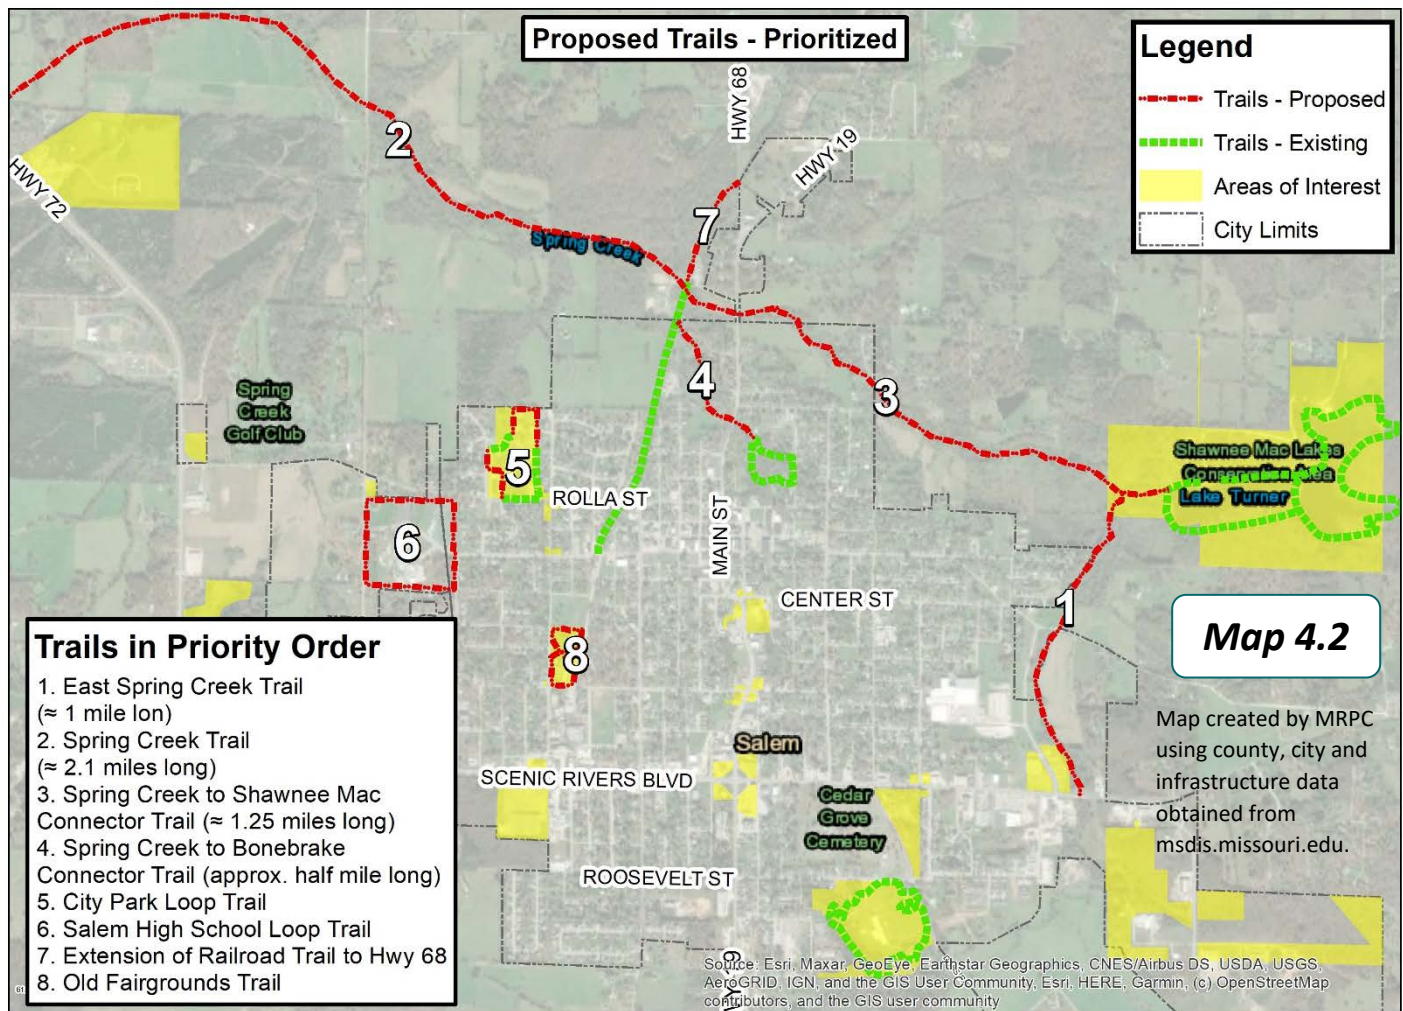 Proposed Trails - Prioritized
Legend
Trails - Proposed
Trails - Existing
Areas of Interest
City Limits
HWY 68
HWY 19
HWY 72
2
7
Spring Creek
4
3
Spring
Creek
Golf Club
5
ROLLA ST
6
MAIN ST
Shawnee Mac Lakes
Conservation Area
Lake Turner
CENTER ST
1
8
Map 4.2
Salem
SCENIC RIVERS BLVD
Cedar
Grove
Cemetery
ROOSEVELT ST
Trails in Priority Order
1. East Spring Creek Trail
(≈ 1 mile lon)
2. Spring Creek Trail
(≈ 2.1 miles long)
3. Spring Creek to Shawnee Mac
Connector Trail (≈ 1.25 miles long)
4. Spring Creek to Bonebrake
Connector Trail (approx. half mile long)
5. City Park Loop Trail
6. Salem High School Loop Trail
7. Extension of Railroad Trail to Hwy 68
8. Old Fairgrounds Trail
Map created by MRPC
using county, city and
infrastructure data
obtained from
msdis.missouri.edu.
Source: Esri, Maxar, GeoEye, Earthstar Geographics, CNES/Airbus DS, USDA, USGS,
AeroGRID, IGN, and the GIS User Community, Esri, HERE, Garmin, (c) OpenStreetMap
contributors, and the GIS user community